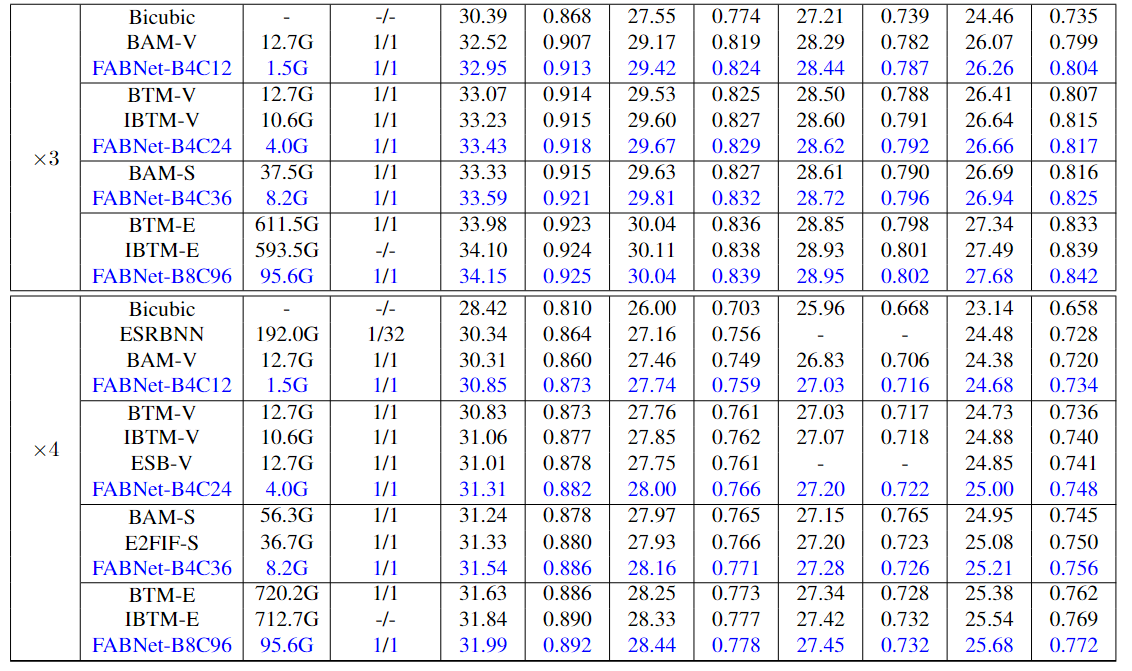 Bicubic - -/- 30.39 0.868 27.55 0.774 27.21 0.739 24.46 0.735
BAM-V 12.7G 1/1 32.52 0.907 29.17 0.819 28.29 0.782 26.07 0.799
FABNet-B4C12 1.5G 1/1 32.95 0.913 29.42 0.824 28.44 0.787 26.26 0.804
BTM-V 12.7G 1/1 33.07 0.914 29.53 0.825 28.50 0.788 26.41 0.807
IBTM-V 10.6G 1/1 33.23 0.915 29.60 0.827 28.60 0.791 26.64 0.815
FABNet-B4C24 4.0G 1/1 33.43 0.918 29.67 0.829 28.62 0.792 26.66 0.817
×3
BAM-S 37.5G 1/1 33.33 0.915 29.63 0.827 28.61 0.790 26.69 0.816
FABNet-B4C36 8.2G 1/1 33.59 0.921 29.81 0.832 28.72 0.796 26.94 0.825
BTM-E 611.5G 1/1 33.98 0.923 30.04 0.836 28.85 0.798 27.34 0.833
IBTM-E 593.5G -/- 34.10 0.924 30.11 0.838 28.93 0.801 27.49 0.839
FABNet-B8C96 95.6G 1/1 34.15 0.925 30.04 0.839 28.95 0.802 27.68 0.842
Bicubic - -/- 28.42 0.810 26.00 0.703 25.96 0.668 23.14 0.658
ESRBNN 192.0G 1/32 30.34 0.864 27.16 0.756 - - 24.48 0.728
BAM-V 12.7G 1/1 30.31 0.860 27.46 0.749 26.83 0.706 24.38 0.720
FABNet-B4C12 1.5G 1/1 30.85 0.873 27.74 0.759 27.03 0.716 24.68 0.734
BTM-V 12.7G 1/1 30.83 0.873 27.76 0.761 27.03 0.717 24.73 0.736
IBTM-V 10.6G 1/1 31.06 0.877 27.85 0.762 27.07 0.718 24.88 0.740
×4
ESB-V 12.7G 1/1 31.01 0.878 27.75 0.761 - - 24.85 0.741
FABNet-B4C24 4.0G 1/1 31.31 0.882 28.00 0.766 27.20 0.722 25.00 0.748
BAM-S 56.3G 1/1 31.24 0.878 27.97 0.765 27.15 0.765 24.95 0.745
E2FIF-S 36.7G 1/1 31.33 0.880 27.93 0.766 27.20 0.723 25.08 0.750
FABNet-B4C36 8.2G 1/1 31.54 0.886 28.16 0.771 27.28 0.726 25.21 0.756
BTM-E 720.2G 1/1 31.63 0.886 28.25 0.773 27.34 0.728 25.38 0.762
IBTM-E 712.7G -/- 31.84 0.890 28.33 0.777 27.42 0.732 25.54 0.769
FABNet-B8C96 95.6G 1/1 31.99 0.892 28.44 0.778 27.45 0.732 25.68 0.772